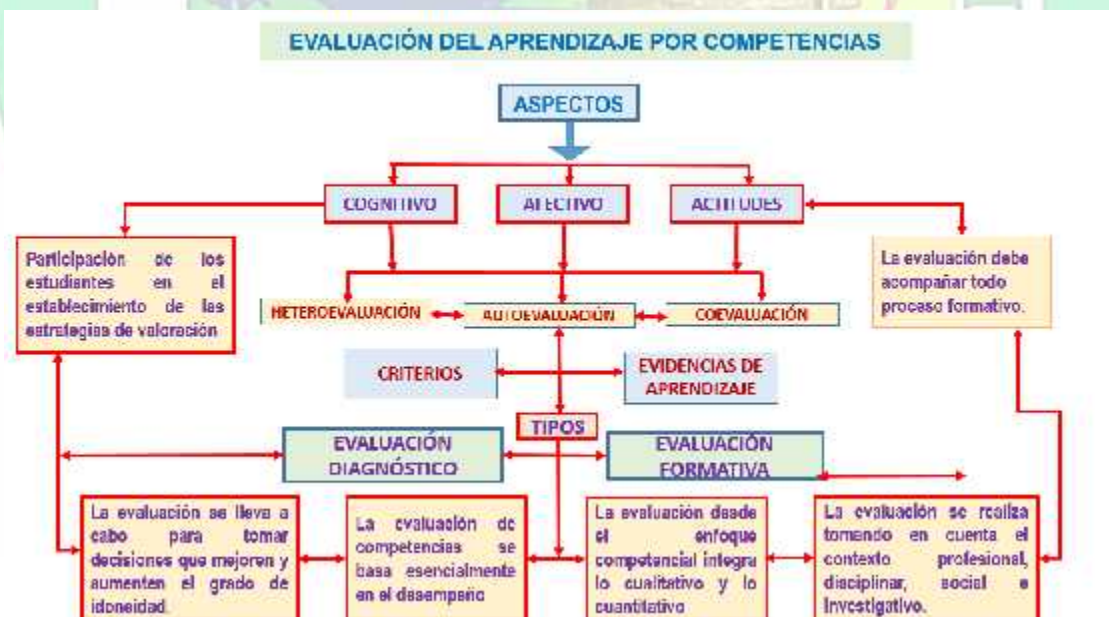 EVALUACIÓN DEL APRENDIZAJE POR COMPETENCIAS
ASPECTOS
COGNITIVO
AFECTIVO
ACTITUDES
Participación de los
estudiantes en el
establecimiento de las
estrategias de valoración
La evaluación debe
acompañar todo
proceso formativo.
HETEROEVALUACIÓN
AUTOEVALUACIÓN
COEVALUACIÓN
CRITERIOS
EVIDENCIAS DE
APRENDIZAJE
TIPOS
EVALUACIÓN
DIAGNÓSTICO
EVALUACIÓN
FORMATIVA
La evaluación se lleva a
cabo para tomar
decisiones que mejoren y
aumenten el grado de
idoneidad.
La evaluación de
competencias se
basa esencialmente
en el desempeño
La evaluación desde
el enfoque
competencial integra
lo cualitativo y lo
cuantitativo
La evaluación se realiza
tomando en cuenta el
contexto profesional,
disciplinar, social e
investigativo.